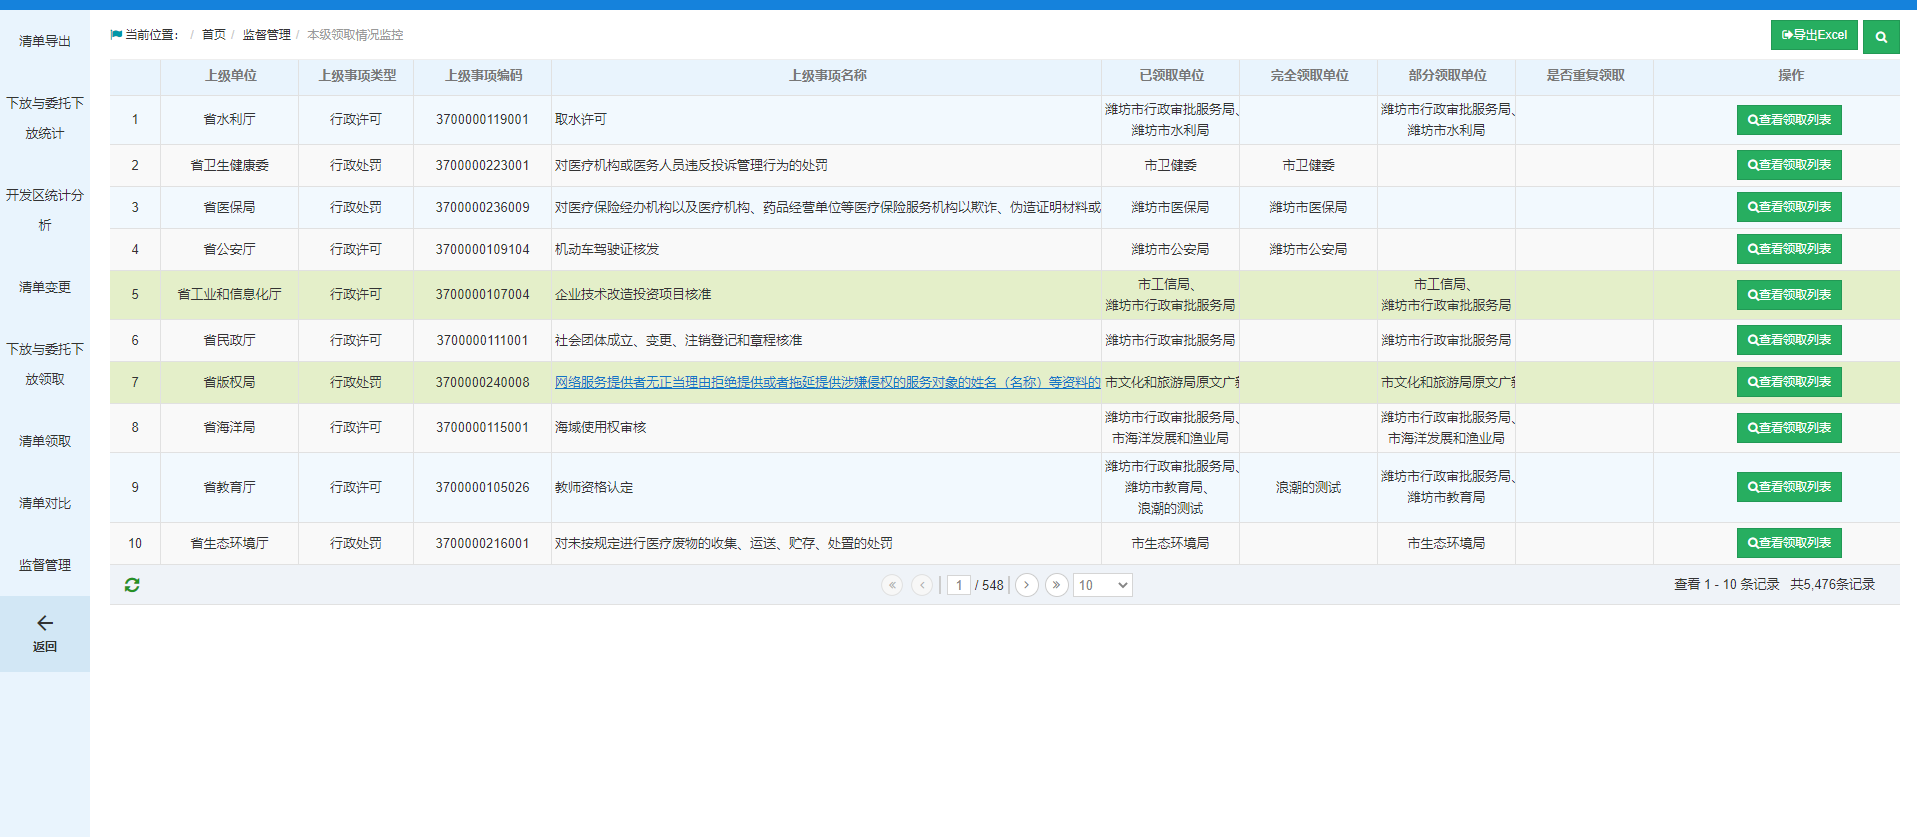 当前位置： / 首页 / 监督管理 / 本级领取情况监控
导出Excel
清单导出
下放与委托下
放统计
开发区统计分
析
清单变更
下放与委托下
放领取
清单领取
清单对比
监督管理
返回
上级单位 上级事项类型 上级事项编码 上级事项名称 已领取单位 完全领取单位 部分领取单位 是否重复领取 操作
1 省水利厅 行政许可 3700000119001 取水许可 潍坊市行政审批服务局、 潍坊市行政审批服务局、 查看领取列表
潍坊市水利局 潍坊市水利局
2 省卫生健康委 行政处罚 3700000223001 对医疗机构或医务人员违反投诉管理行为的处罚 市卫健委 市卫健委 查看领取列表
3 省医保局 行政处罚 3700000236009 对医疗保险经办机构以及医疗机构、药品经营单位等医疗保险服务机构以欺诈、伪造证明材料或 潍坊市医保局 潍坊市医保局 查看领取列表
4 省公安厅 行政许可 3700000109104 机动车驾驶证核发 潍坊市公安局 潍坊市公安局 查看领取列表
5 省工业和信息化厅 行政许可 3700000107004 企业技术改造投资项目核准 市工信局、 市工信局、 查看领取列表
潍坊市行政审批服务局 潍坊市行政审批服务局
6 省民政厅 行政许可 3700000111001 社会团体成立、变更、注销登记和章程核准 潍坊市行政审批服务局 潍坊市行政审批服务局 查看领取列表
7 省版权局 行政处罚 3700000240008 网络服务提供者无正当理由拒绝提供或者拖延提供涉嫌侵权的服务对象的姓名（名称）等资料的 市文化和旅游局原文广 市文化和旅游局原文广 查看领取列表
8 省海洋局 行政许可 3700000115001 海域使用权审核 潍坊市行政审批服务局、 潍坊市行政审批服务局、 查看领取列表
市海洋发展和渔业局 市海洋发展和渔业局
9 省教育厅 行政许可 3700000105026 教师资格认定 潍坊市行政审批服务局、 浪潮的测试 潍坊市行政审批服务局、 查看领取列表
潍坊市教育局、 潍坊市教育局
浪潮的测试
10 省生态环境厅 行政处罚 3700000216001 对未按规定进行医疗废物的收集、运送、贮存、处置的处罚 市生态环境局 市生态环境局 查看领取列表
1 / 548 10 查看 1 - 10 条记录 共5,476条记录